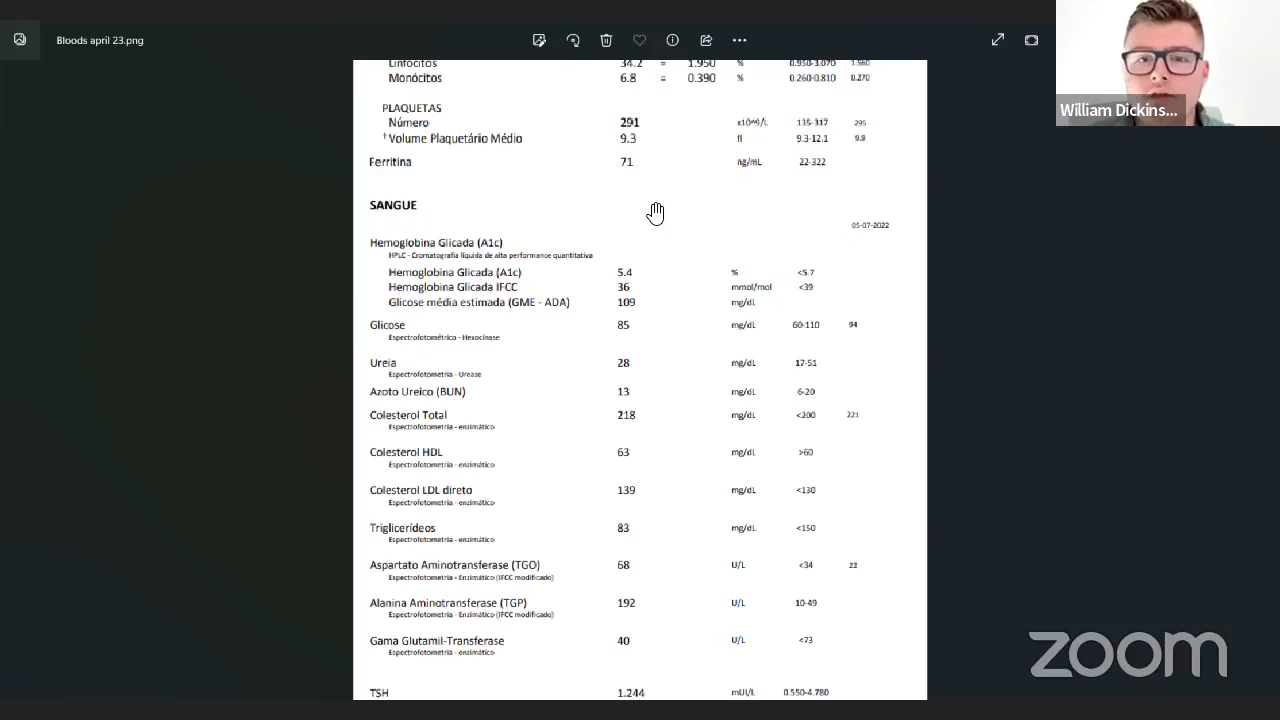 Bloods april 23.png
William Dickins...
Linfócitos 34.2 = 1.950 % 0.950-3.070 1.560
Monócitos 6.8 = 0.390 % 0.260-0.810 0.270
PLAQUETAS
Número 291 x10^9/L 135-317 295
†Volume Plaquetário Médio 9.3 fl 9.3-12.1 9.9
Ferritina 71 ng/mL 22-322
SANGUE
05-07-2022
Hemoglobina Glicada (A1c)
HPLC - Cromatografia líquida de alta performance quantitativa
Hemoglobina Glicada (A1c) 5.4 % <5.7
Hemoglobina Glicada IFCC 36 mmol/mol <39
Glicose média estimada (GME - ADA) 109 mg/dL
Glicose 85 mg/dL 60-110 94
Espectrofotométrico - Hexocinase
Ureia 28 mg/dL 17-51
Espectrofotometria - Urease
Azoto Ureico (BUN) 13 mg/dL 6-20
Colesterol Total 218 mg/dL <200 221
Espectrofotometria - enzimático
Colesterol HDL 63 mg/dL >60
Espectrofotometria - enzimático
Colesterol LDL direto 139 mg/dL <130
Espectrofotometria - enzimático
Triglicerídeos 83 mg/dL <150
Espectrofotometria - enzimático
Aspartato Aminotransferase (TGO) 68 U/L <34 22
Espectrofotometria - Enzimático (IFCC modificado)
Alanina Aminotransferase (TGP) 192 U/L 10-49
Espectrofotometria - Enzimático (IFCC modificado)
Gama Glutamil-Transferase 40 U/L <73
Espectrofotometria - enzimático
TSH 1.244 mUI/L 0.550-4.780
zoom